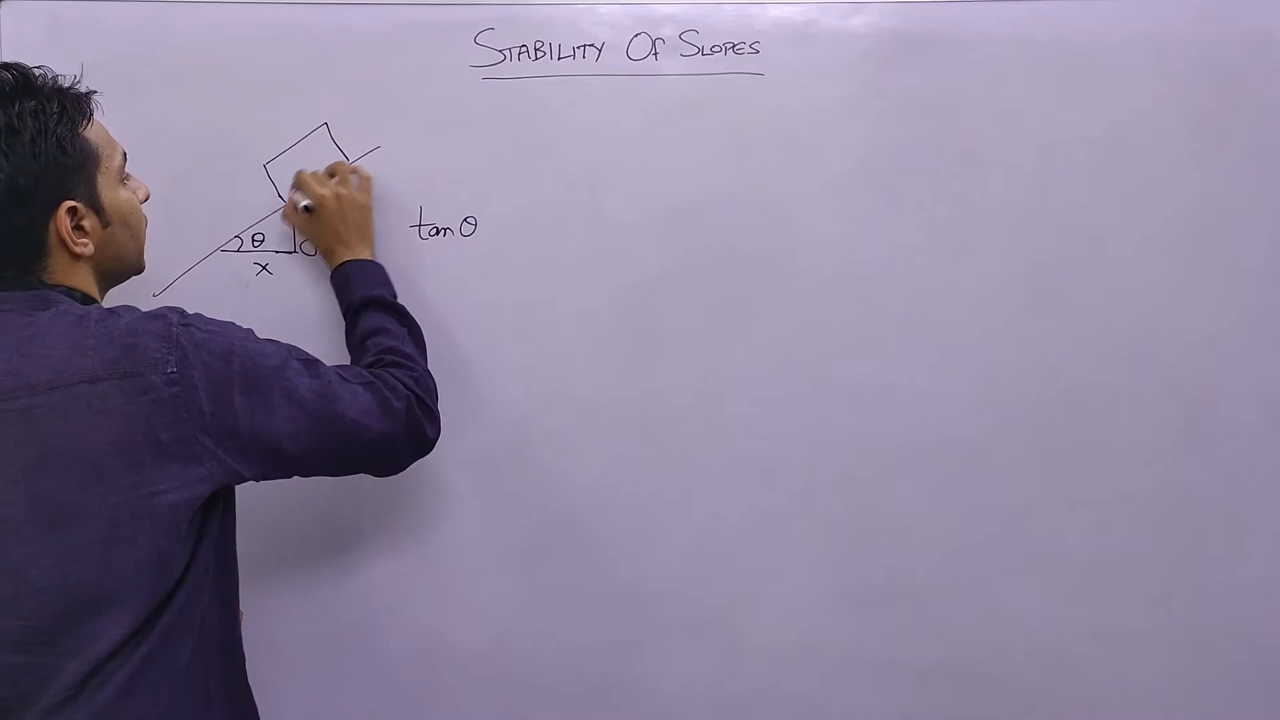 STABILITY OF SLOPES
tan θ
θ
x